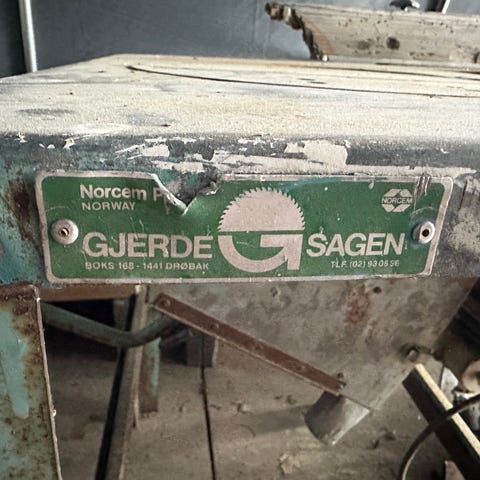 Norcem P
NORWAY
NORCEM
GJERDE G SAGEN
BOKS 168 - 1441 DRØBAK
TLF. (02) 93 05 56